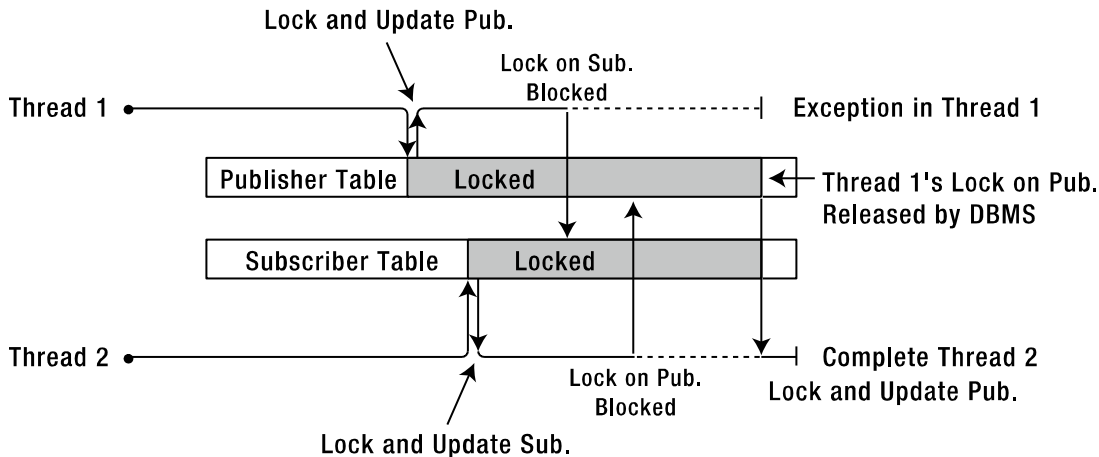 Lock and Update Pub.
Lock on Sub.
Blocked
Thread 1
Exception in Thread 1
Publisher Table
Locked
Thread 1's Lock on Pub.
Released by DBMS
Subscriber Table
Locked
Thread 2
Complete Thread 2
Lock on Pub.
Blocked
Lock and Update Pub.
Lock and Update Sub.